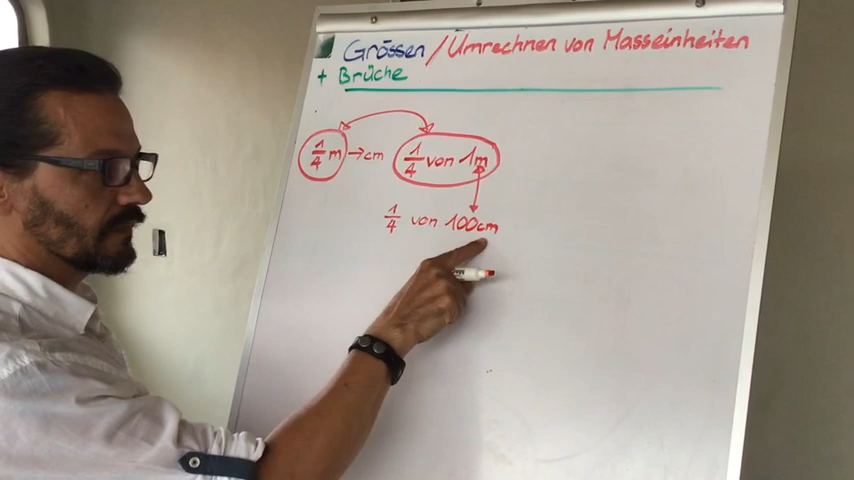 Grössen / Umrechnen von Masseinheiten
+ Brüche
1/4 m → cm 1/4 von 1m
1/4 von 100cm